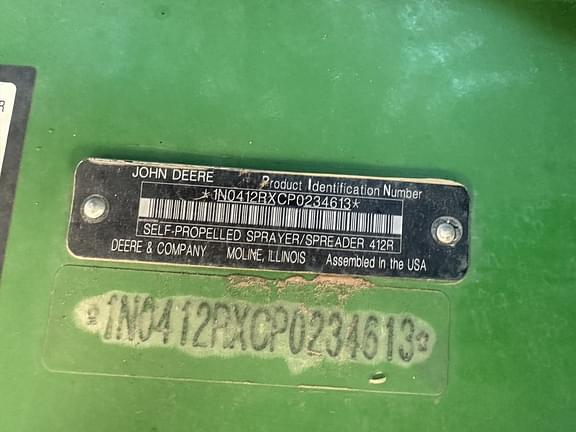 R
JOHN DEERE
Product Identification Number
*1N0412RXCP0234613*
SELF-PROPELLED SPRAYER/SPREADER 412R
DEERE & COMPANY MOLINE, ILLINOIS Assembled in the USA
1N0412RXCP0234613